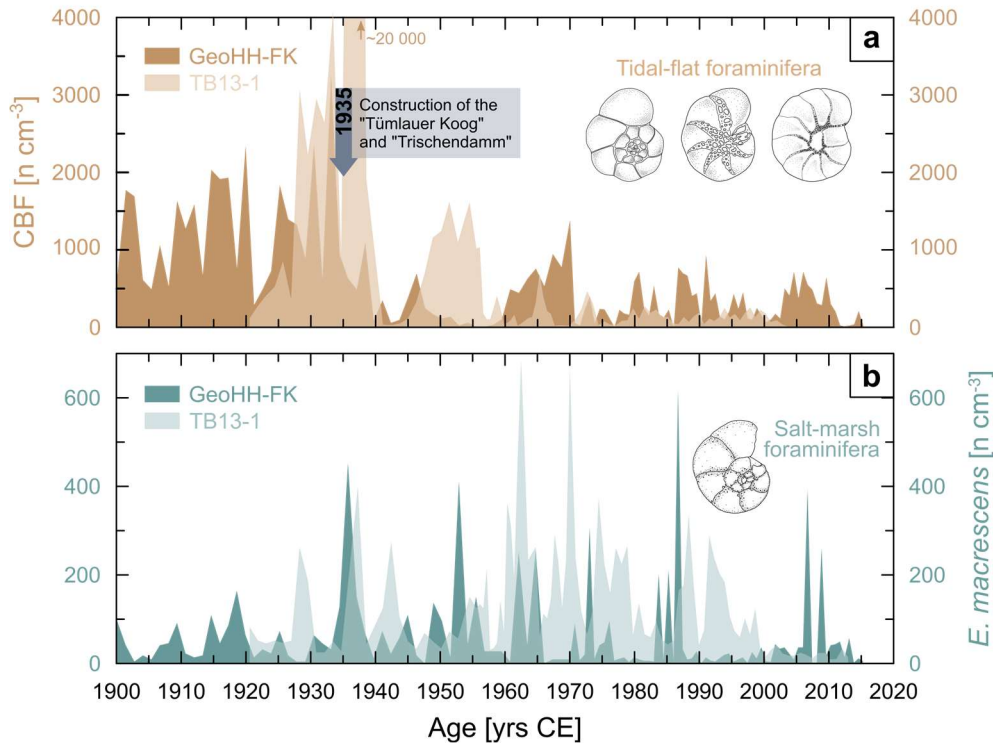 4000
3000
2000
1000
0
CBF [n cm-3]
GeoHH-FK
TB13-1
~20 000
1935
Construction of the
"Tümlauer Koog"
and "Trischendamm"
a
Tidal-flat foraminifera
4000
3000
2000
1000
0
600
400
200
0
GeoHH-FK
TB13-1
b
Salt-marsh
foraminifera
600
400
200
0
E. macrescens [n cm-3]
1900 1910 1920 1930 1940 1950 1960 1970 1980 1990 2000 2010 2020
Age [yrs CE]